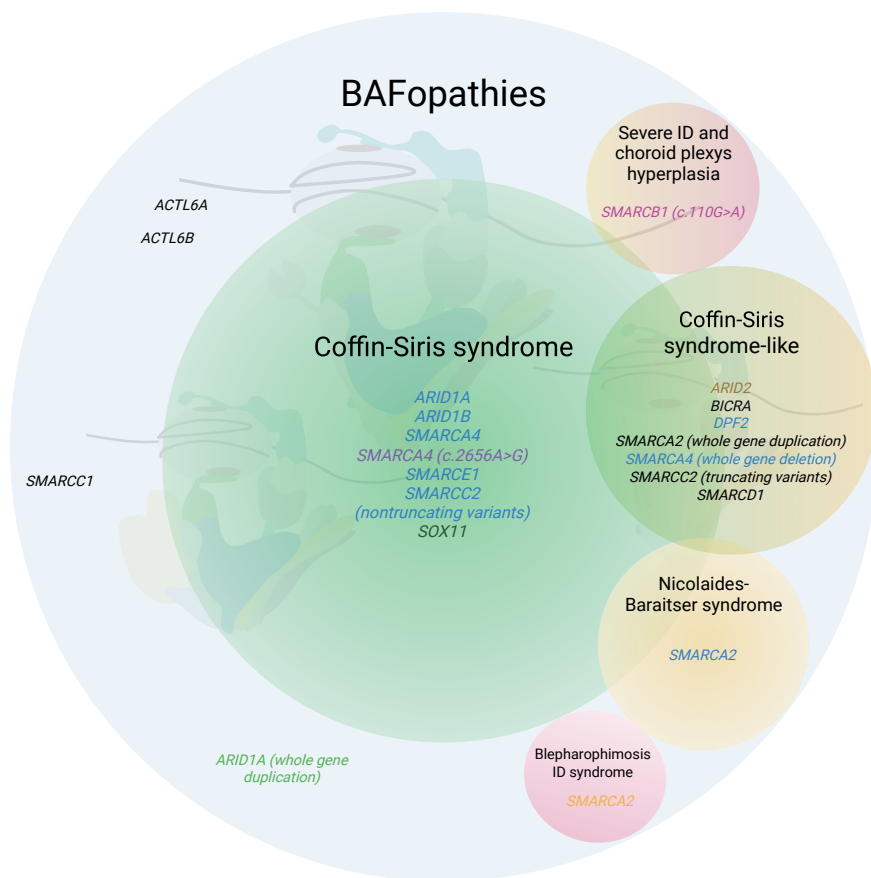 BAFopathies
Severe ID and
choroid plexys
hyperplasia
SMARCB1 (c.110G>A)
ACTL6A
ACTL6B
Coffin-Siris syndrome
ARID1A
ARID1B
SMARCA4
SMARCA4 (c.2656A>G)
SMARCE1
SMARCC2
(nontruncating variants)
SOX11
Coffin-Siris
syndrome-like
ARID2
BICRA
DPF2
SMARCA2 (whole gene duplication)
SMARCA4 (whole gene deletion)
SMARCC2 (truncating variants)
SMARCD1
SMARCC1
Nicolaides-
Baraitser syndrome
SMARCA2
ARID1A (whole gene
duplication)
Blepharophimosis
ID syndrome
SMARCA2